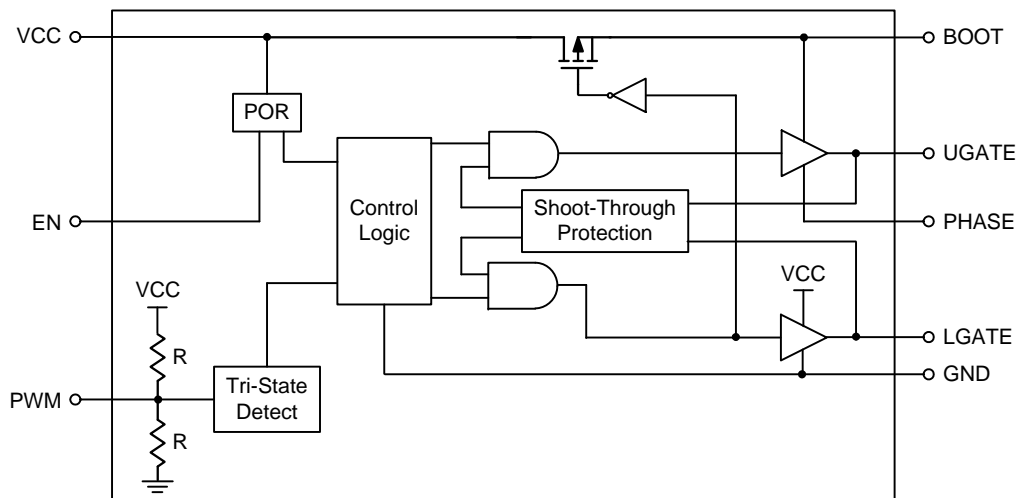 VCC
BOOT
POR
UGATE
EN
Control
Logic
Shoot-Through
Protection
PHASE
VCC
VCC
R
LGATE
PWM
Tri-State
Detect
GND
R